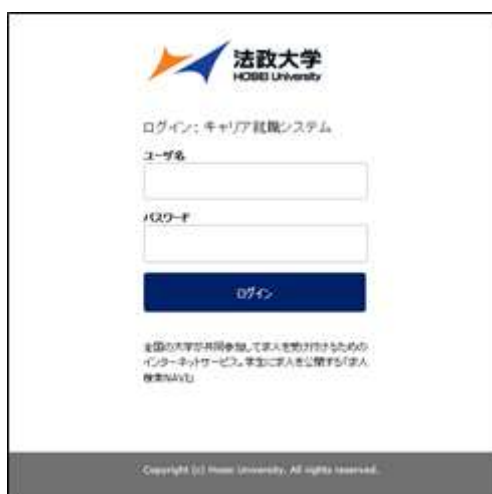 法政大学
HOSEI University
ログイン: キャリア就職システム
ユーザ名
パスワード
ログイン
全国の大学が共同参加して求人を受け付けるための
インターネットサービス。学生に求人を公開する「求人
検索NAVI」
Copyright (c) Hosei University. All rights reserved.